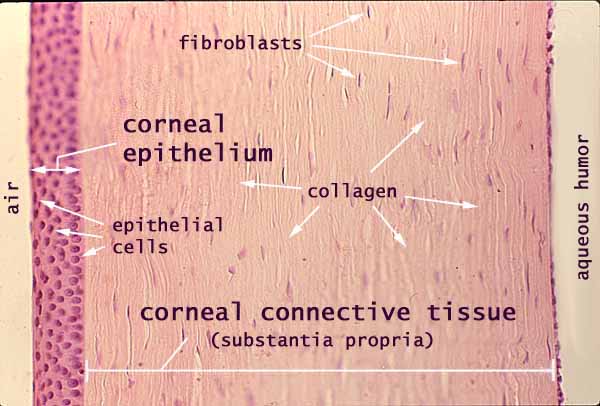 fibroblasts
corneal
epithelium
air
collagen
epithelial
cells
aqueous humor
corneal connective tissue
(substantia propria)